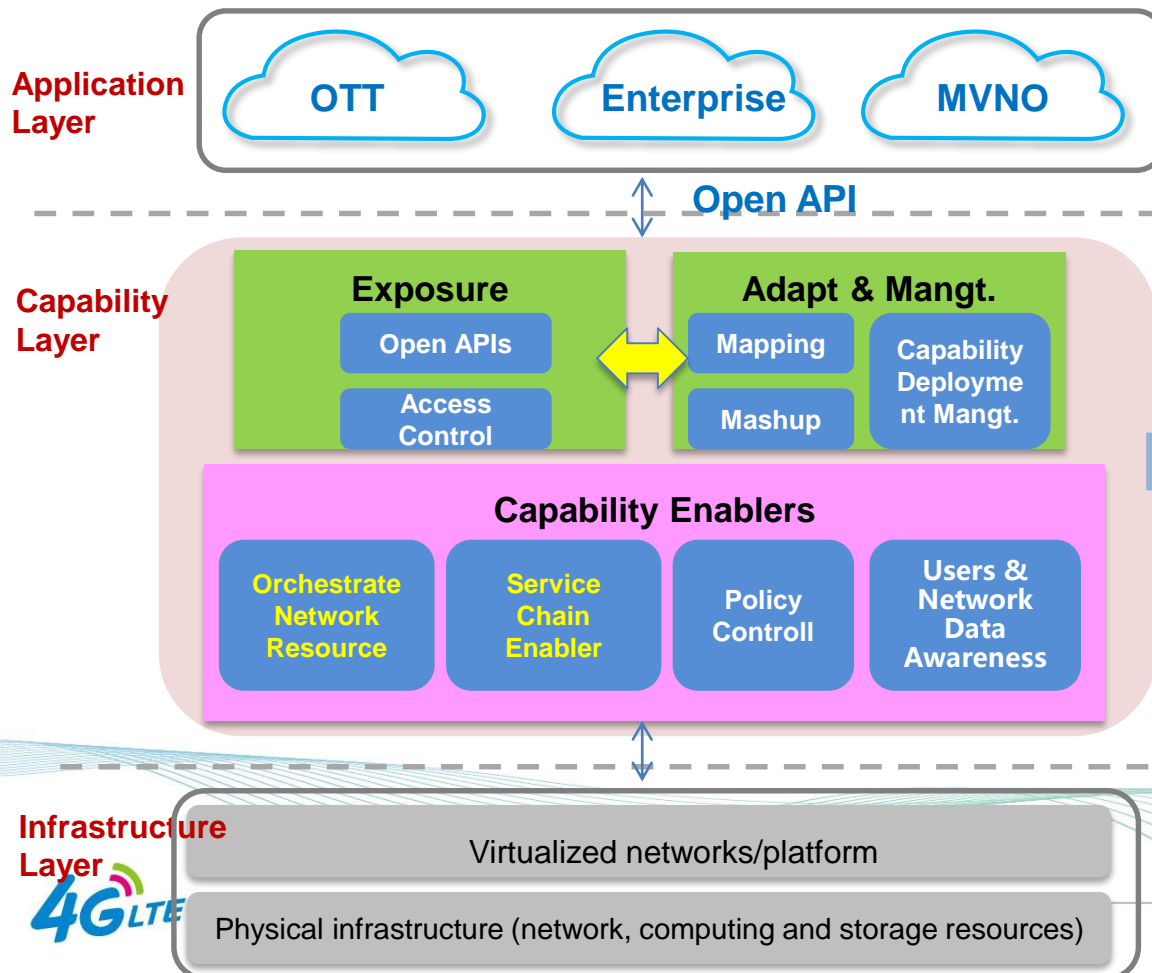 Application
Layer
OTT
Enterprise
MVNO
Open API
Capability
Layer
Exposure
Open APIs
Access
Control
Adapt & Mangt.
Mapping
Mashup
Capability
Deployme
nt Mangt.
Capability Enablers
Orchestrate
Network
Resource
Service
Chain
Enabler
Policy
Controll
Users &
Network
Data
Awareness
Infrastructure
Layer
4G LTE
Virtualized networks/platform
Physical infrastructure (network, computing and storage resources)